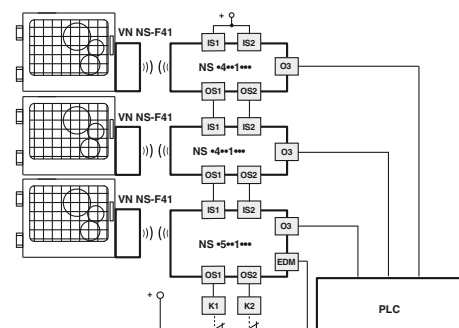 +
VN NS-F41
IS1 IS2
NS •4••1•••
O3
OS1 OS2
VN NS-F41
IS1 IS2
NS •4••1•••
O3
OS1 OS2
VN NS-F41
IS1 IS2
O3
NS •5••1•••
EDM
OS1 OS2
+
K1 K2
PLC